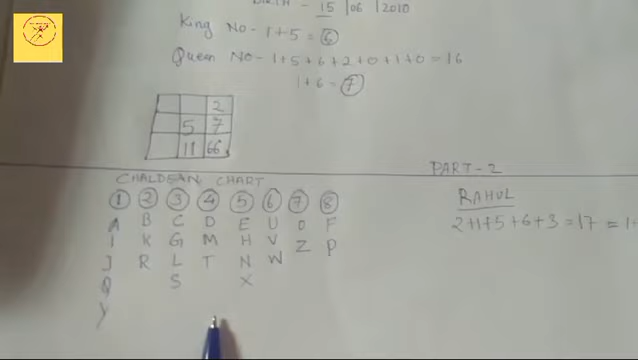 BIRTH - 15 |06 |2010
King No - 1+5 = 6
Queen No - 1+5+6+2+0+1+0 = 16
1+6 = 7
2
5 7
11 66
PART-2
CHALDEAN CHART
1 2 3 4 5 6 7 8
A B C D E U O F
I K G M H V Z P
J R L T N W
Q S X
Y
RAHUL
2+1+5+6+3=17 = 1+